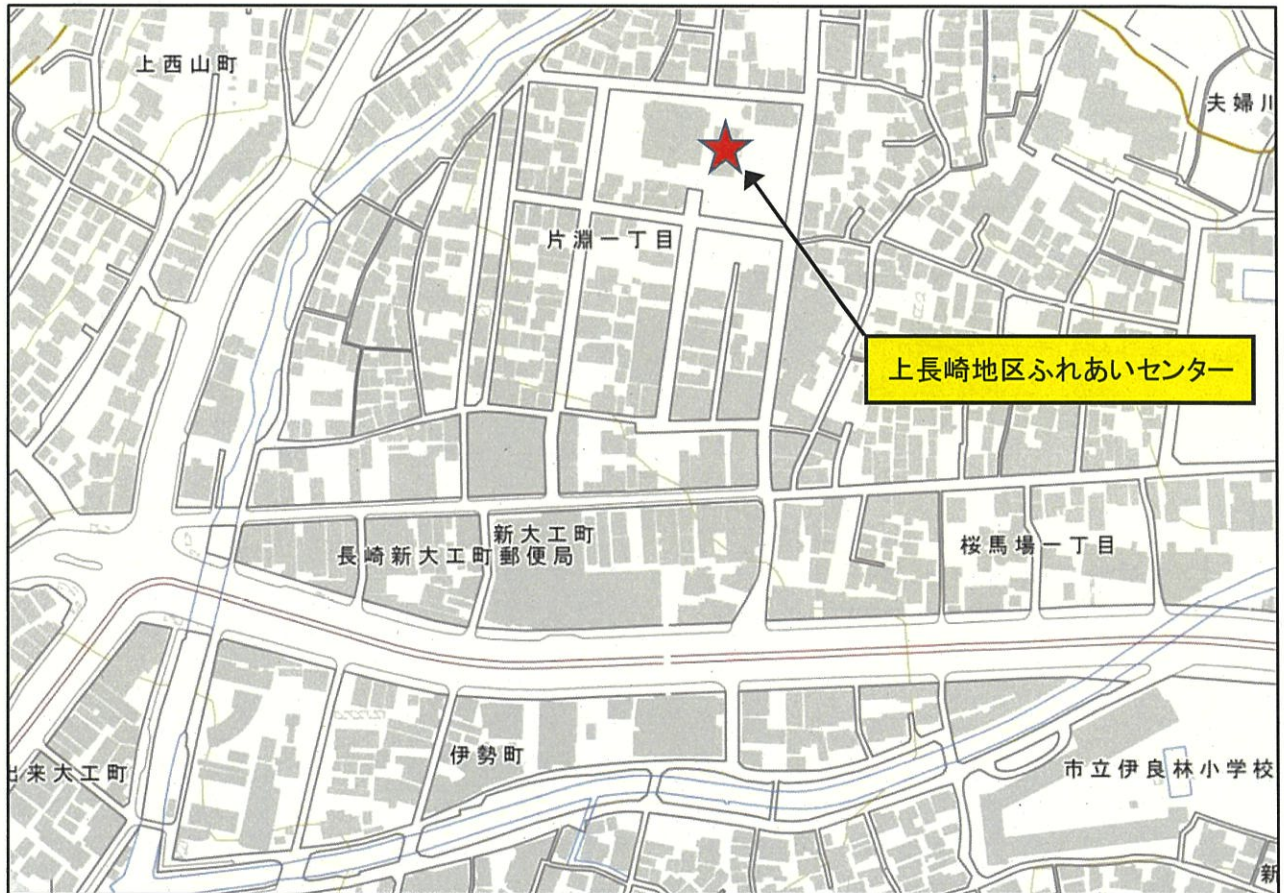 上西山町
夫婦川
片淵一丁目
上長崎地区ふれあいセンター
新大工町
長崎新大工町郵便局
桜馬場一丁目
伊勢町
出来大工町
市立伊良林小学校
新